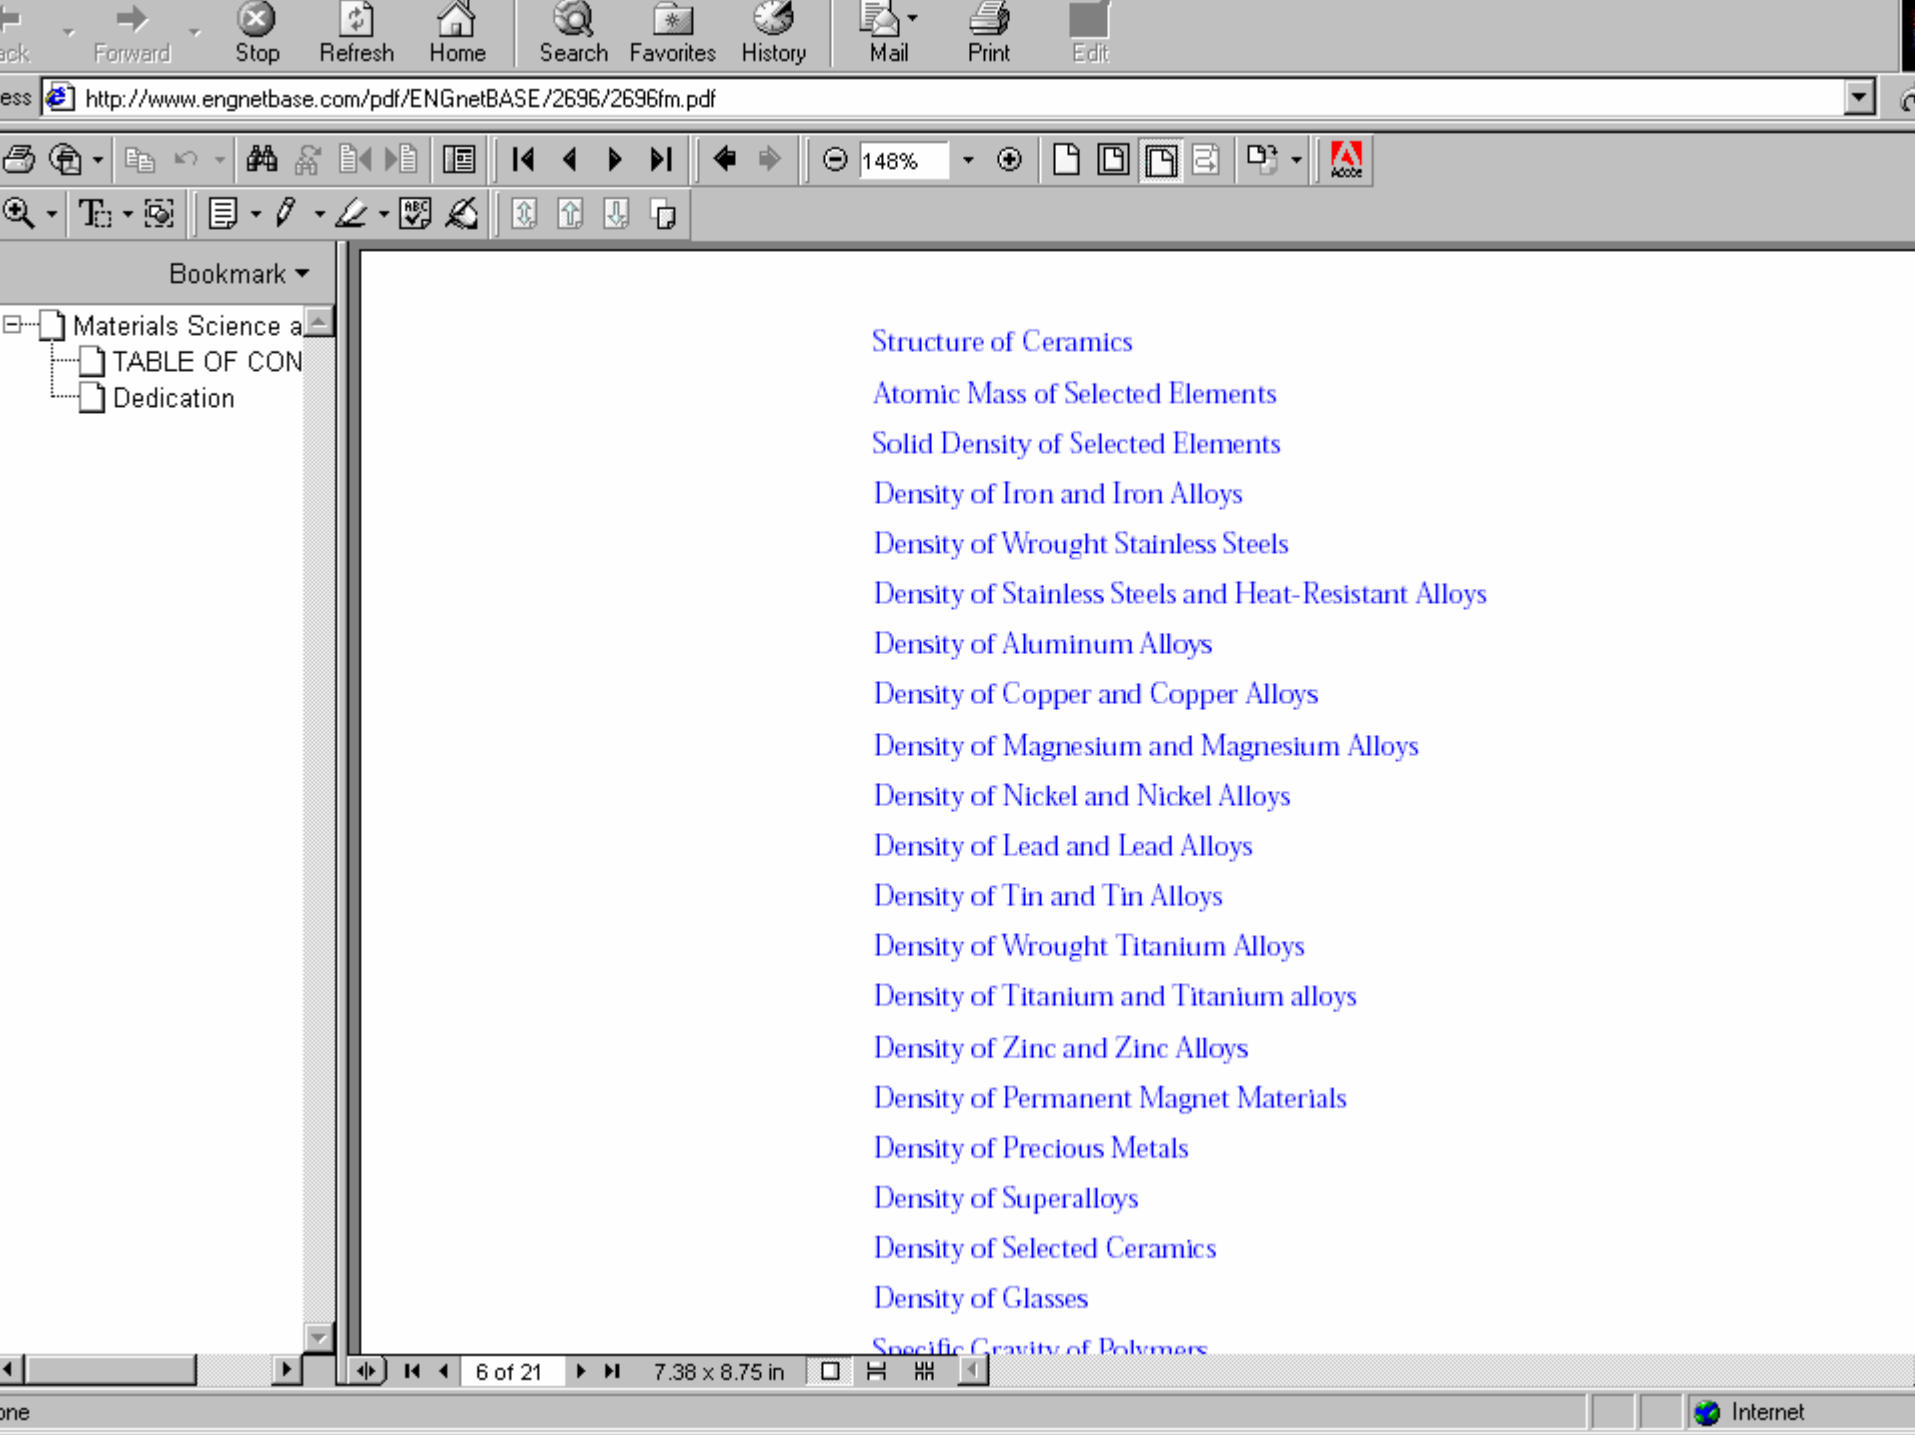 ack Forward Stop Refresh Home Search Favorites History Mail Print Edit
ess http://www.engnetbase.com/pdf/ENGnetBASE/2696/2696fm.pdf
148% Adobe
T ABC
Bookmark
Materials Science a
TABLE OF CON
Dedication
Structure of Ceramics
Atomic Mass of Selected Elements
Solid Density of Selected Elements
Density of Iron and Iron Alloys
Density of Wrought Stainless Steels
Density of Stainless Steels and Heat-Resistant Alloys
Density of Aluminum Alloys
Density of Copper and Copper Alloys
Density of Magnesium and Magnesium Alloys
Density of Nickel and Nickel Alloys
Density of Lead and Lead Alloys
Density of Tin and Tin Alloys
Density of Wrought Titanium Alloys
Density of Titanium and Titanium alloys
Density of Zinc and Zinc Alloys
Density of Permanent Magnet Materials
Density of Precious Metals
Density of Superalloys
Density of Selected Ceramics
Density of Glasses
Specific Gravity of Polymers
6 of 21 7.38 x 8.75 in
one Internet